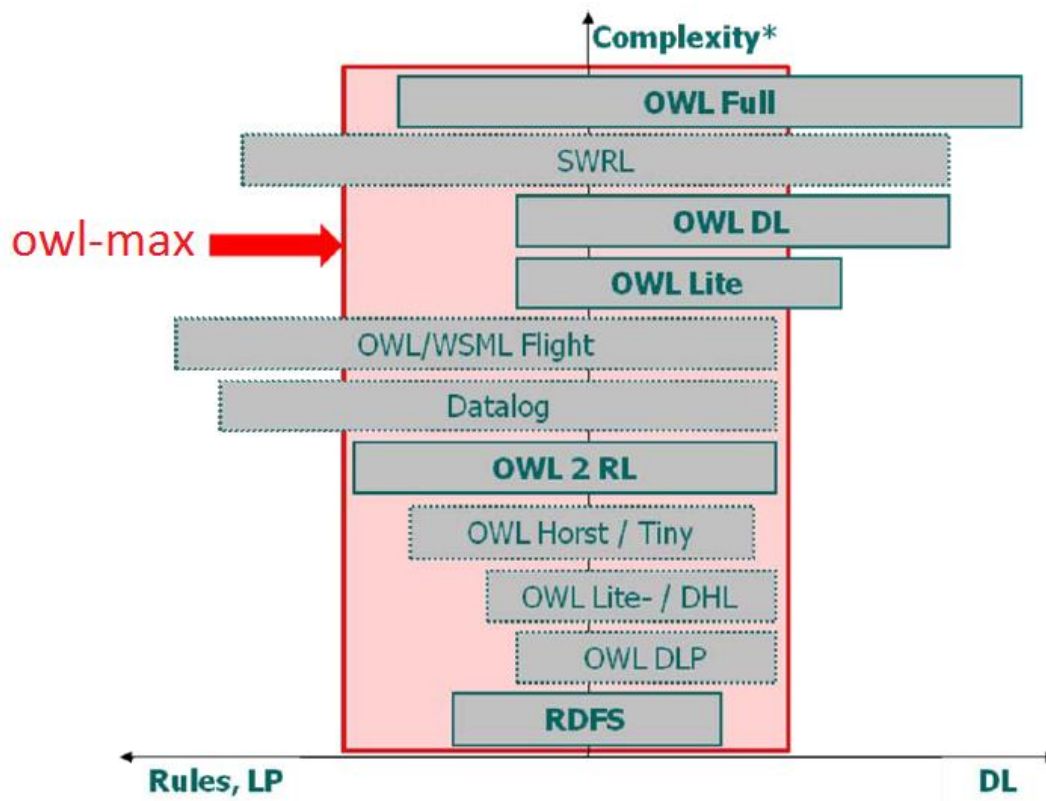 Complexity*
OWL Full
SWRL
OWL DL
owl-max
OWL Lite
OWL/WSML Flight
Datalog
OWL 2 RL
OWL Horst / Tiny
OWL Lite- / DHL
OWL DLP
RDFS
Rules, LP
DL